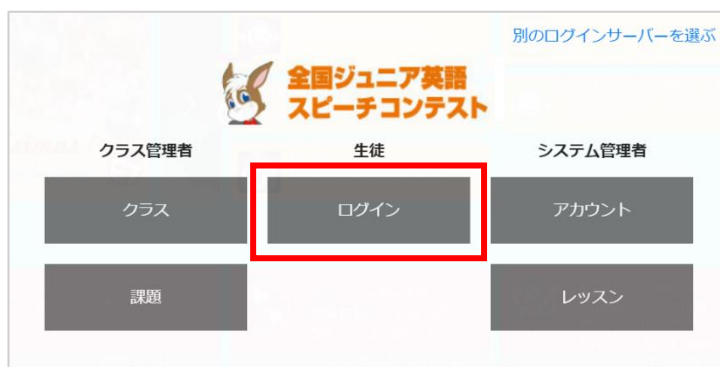 別のログインサーバーを選ぶ
全国ジュニア英語
スピーチコンテスト
クラス管理者 生徒 システム管理者
クラス ログイン アカウント
課題 レッスン